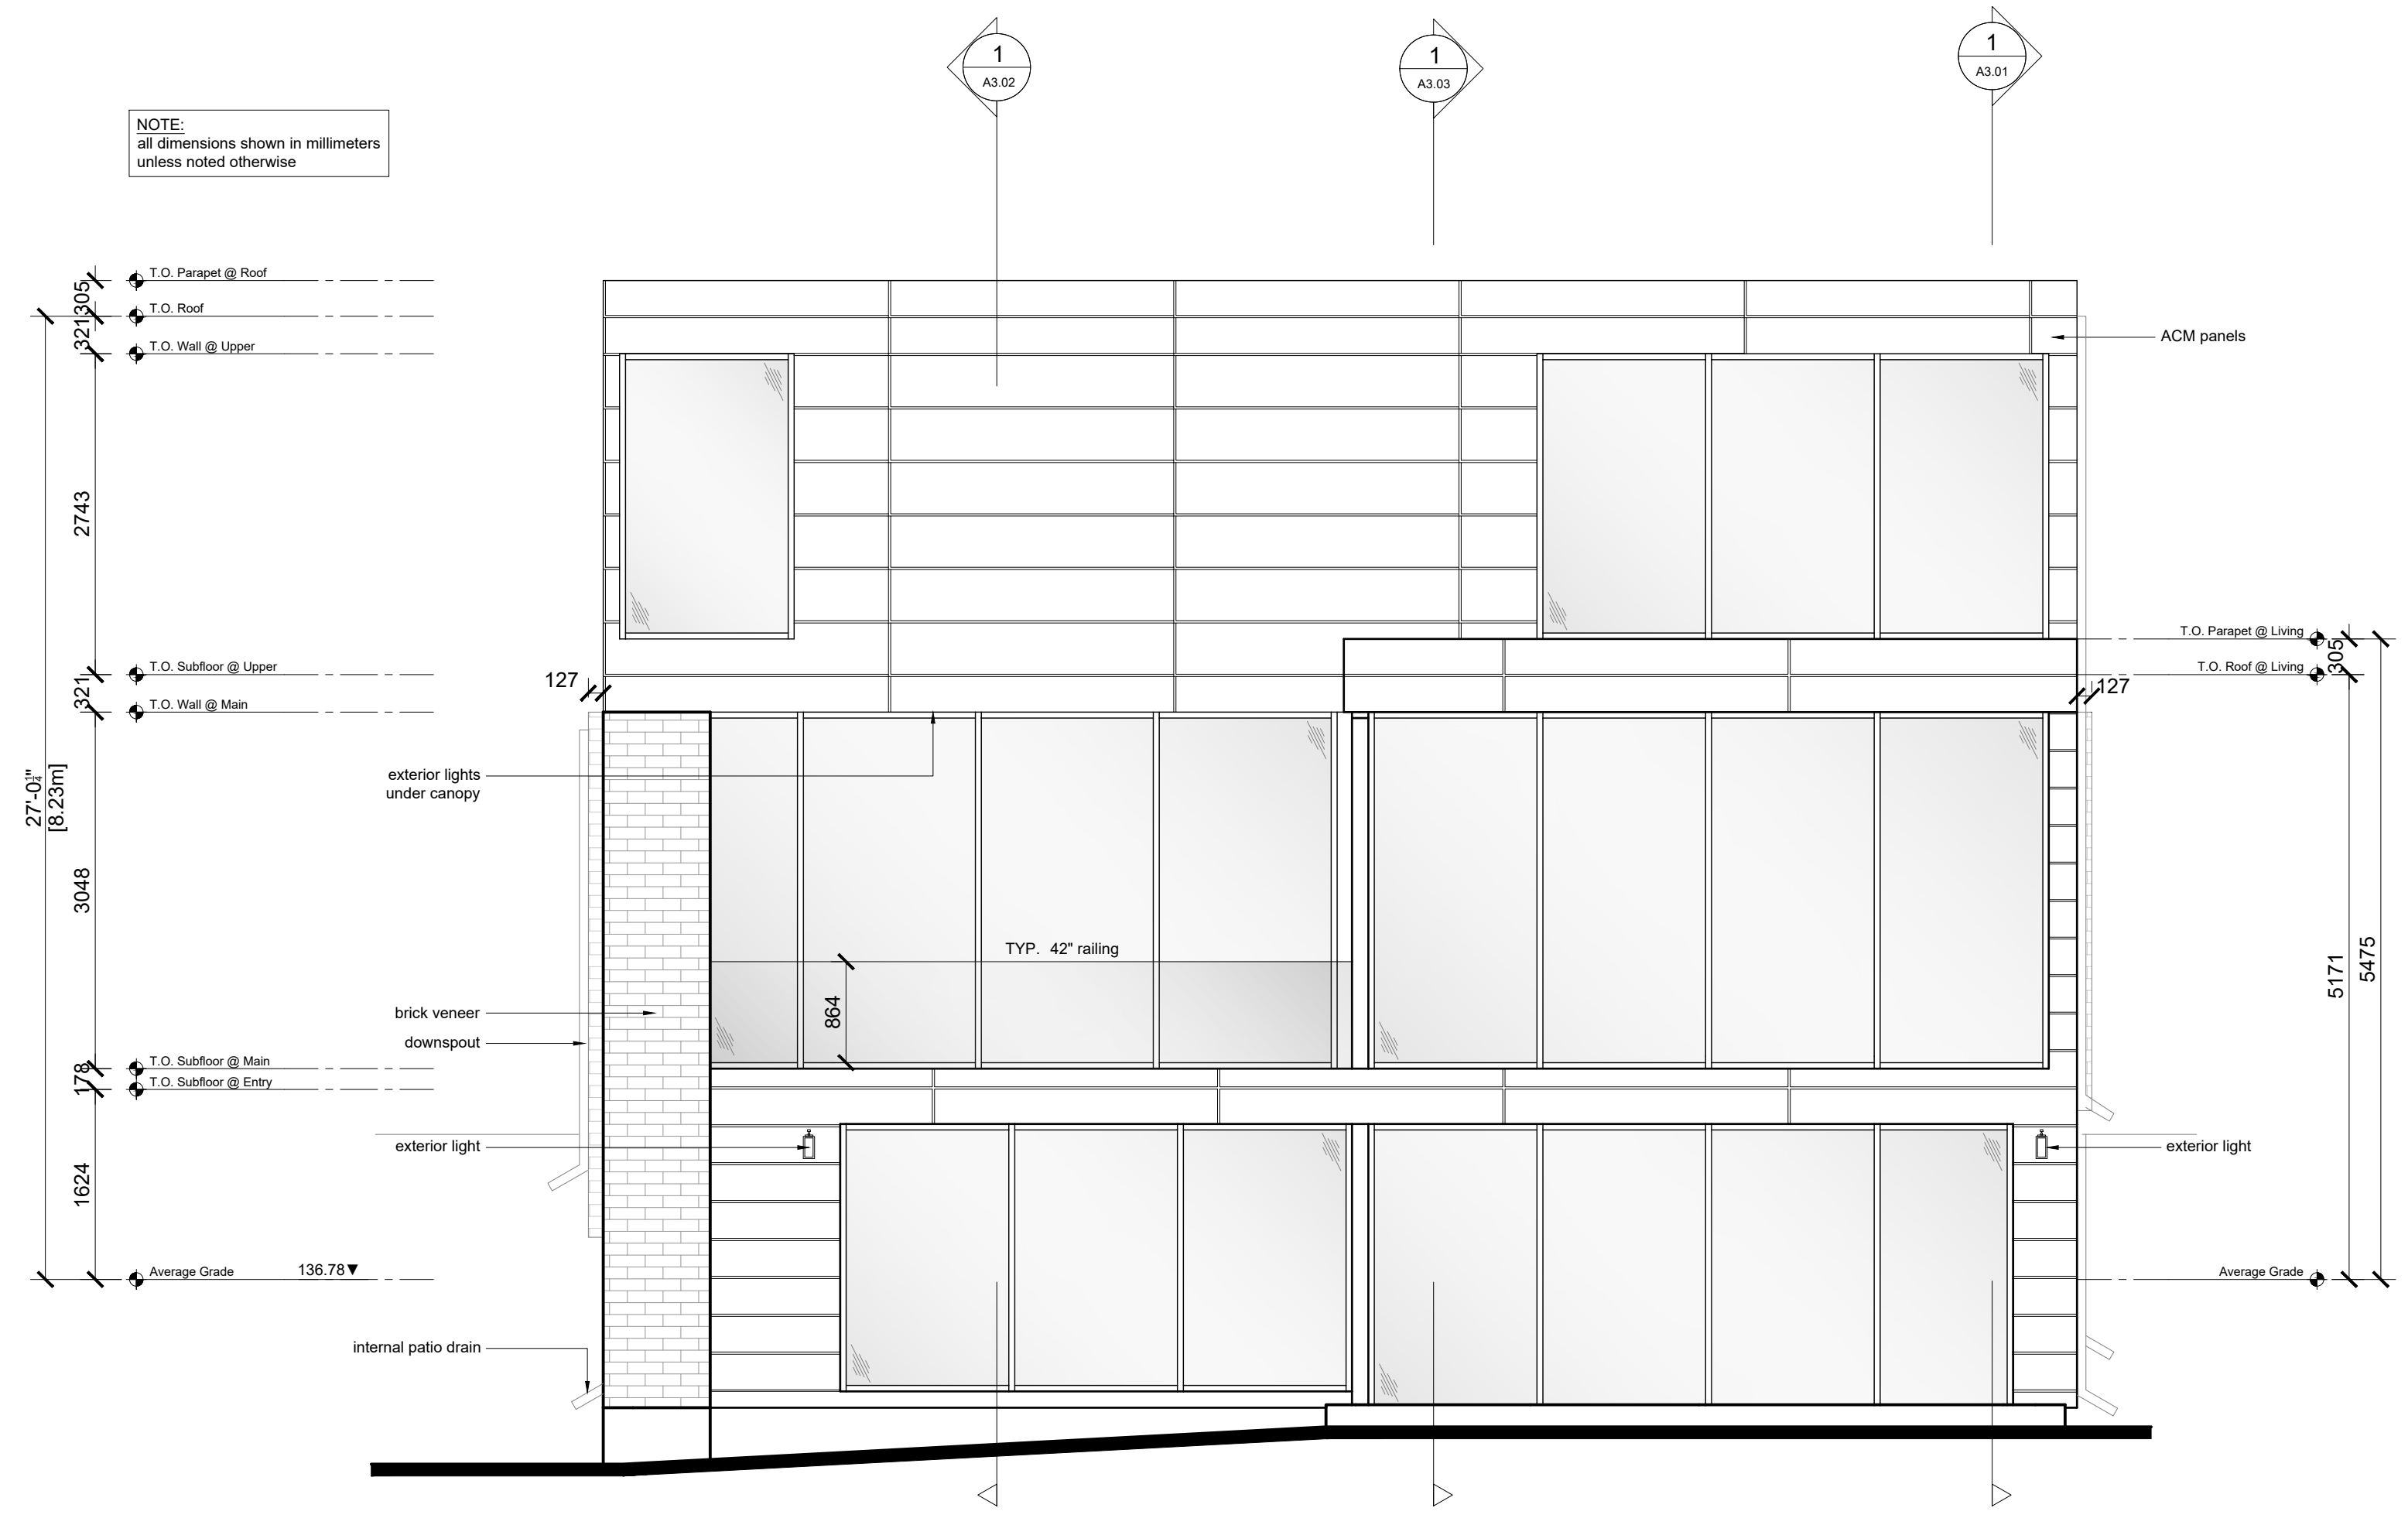 1
A3.02
1
A3.03
1
A3.01
NOTE:
all dimensions shown in millimeters
unless noted otherwise
T.O. Parapet @ Roof
305
T.O. Roof
321
T.O. Wall @ Upper
ACM panels
2743
T.O. Subfloor @ Upper
321
T.O. Wall @ Main
127
T.O. Parapet @ Living
305
T.O. Roof @ Living
127
27'-0¼"
[8.23m]
exterior lights
under canopy
3048
TYP. 42" railing
864
brick veneer
downspout
5171
5475
T.O. Subfloor @ Main
178
T.O. Subfloor @ Entry
exterior light
exterior light
1624
Average Grade
136.78▼
Average Grade
internal patio drain